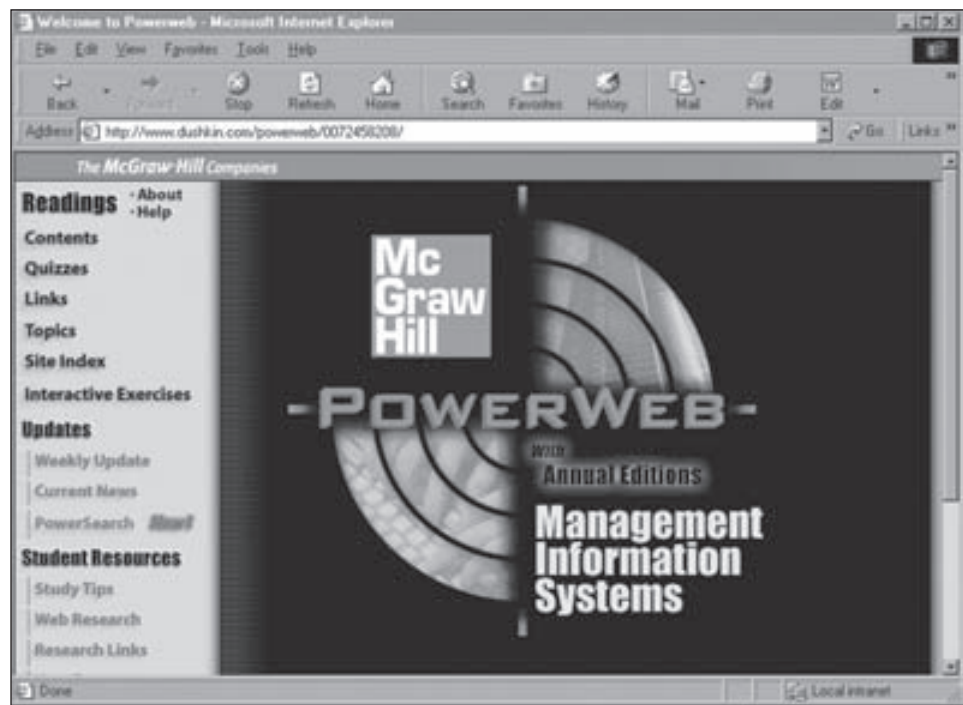 Welcome to Powerweb - Microsoft Internet Explorer
File Edit View Favorites Tools Help
Back Forward Stop Refresh Home Search Favorites History Mail Print Edit
Address http://www.dushkin.com/powerweb/0072458208/ Go Links
The McGraw-Hill Companies
Readings · About
· Help
Contents
Quizzes
Links
Topics
Site Index
Interactive Exercises
Updates
Weekly Update
Current News
PowerSearch New!
Student Resources
Study Tips
Web Research
Research Links
Mc
Graw
Hill
-POWERWEB-
With
Annual Editions
Management
Information
Systems
Done Local intranet